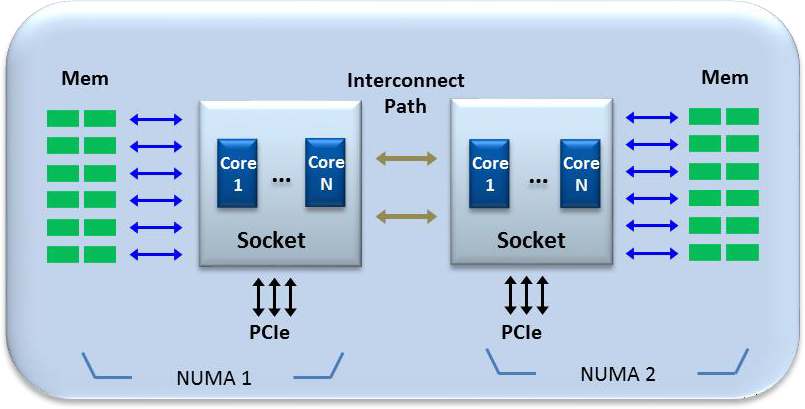 Mem
Interconnect
Path
Mem
Core
1
...
Core
N
Core
1
...
Core
N
Socket
Socket
PCIe
PCIe
NUMA 1
NUMA 2